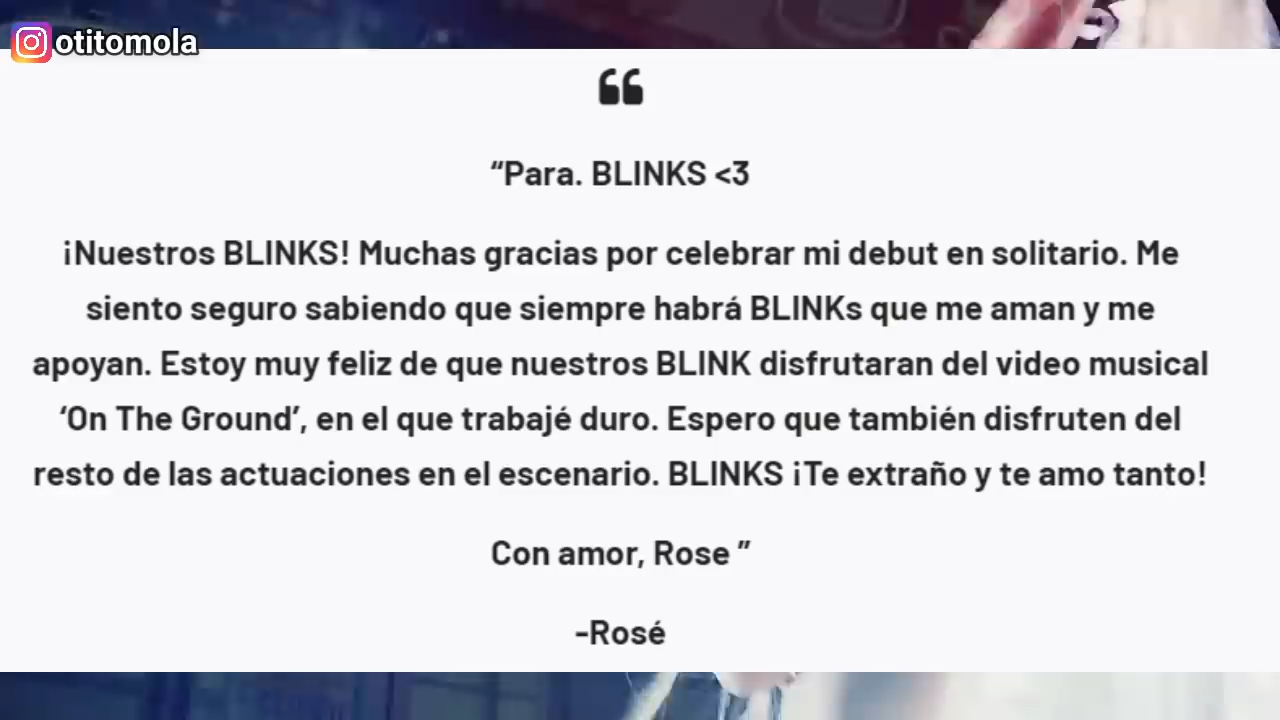 otitomola
“Para. BLINKS <3
¡Nuestros BLINKS! Muchas gracias por celebrar mi debut en solitario. Me
siento seguro sabiendo que siempre habrá BLINKs que me aman y me
apoyan. Estoy muy feliz de que nuestros BLINK disfrutaran del video musical
‘On The Ground’, en el que trabajé duro. Espero que también disfruten del
resto de las actuaciones en el escenario. BLINKS ¡Te extraño y te amo tanto!
Con amor, Rose ”
-Rosé